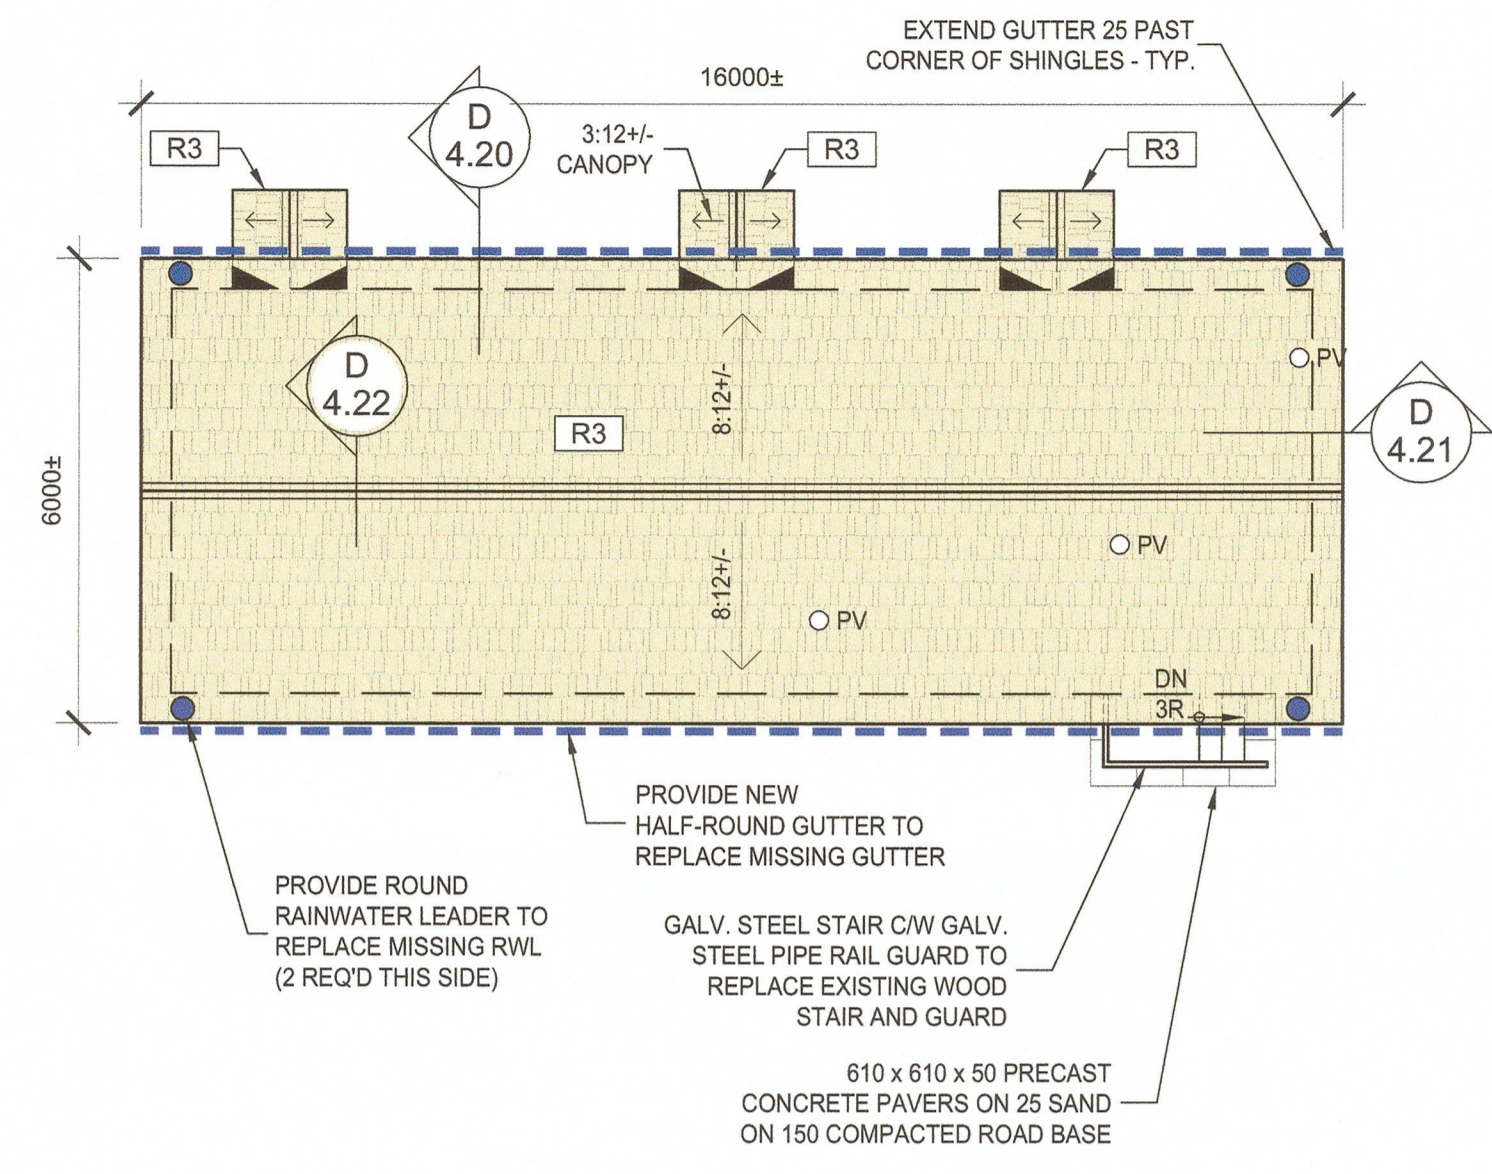 EXTEND GUTTER 25 PAST
CORNER OF SHINGLES - TYP.
16000±
R3
D
4.20
3:12+/-
CANOPY
R3
R3
D
4.22
R3
8:12+/-
PV
D
4.21
6000±
8:12+/-
PV
PV
DN
3R
PROVIDE NEW
HALF-ROUND GUTTER TO
REPLACE MISSING GUTTER
PROVIDE ROUND
RAINWATER LEADER TO
REPLACE MISSING RWL
(2 REQ'D THIS SIDE)
GALV. STEEL STAIR C/W GALV.
STEEL PIPE RAIL GUARD TO
REPLACE EXISTING WOOD
STAIR AND GUARD
610 x 610 x 50 PRECAST
CONCRETE PAVERS ON 25 SAND
ON 150 COMPACTED ROAD BASE